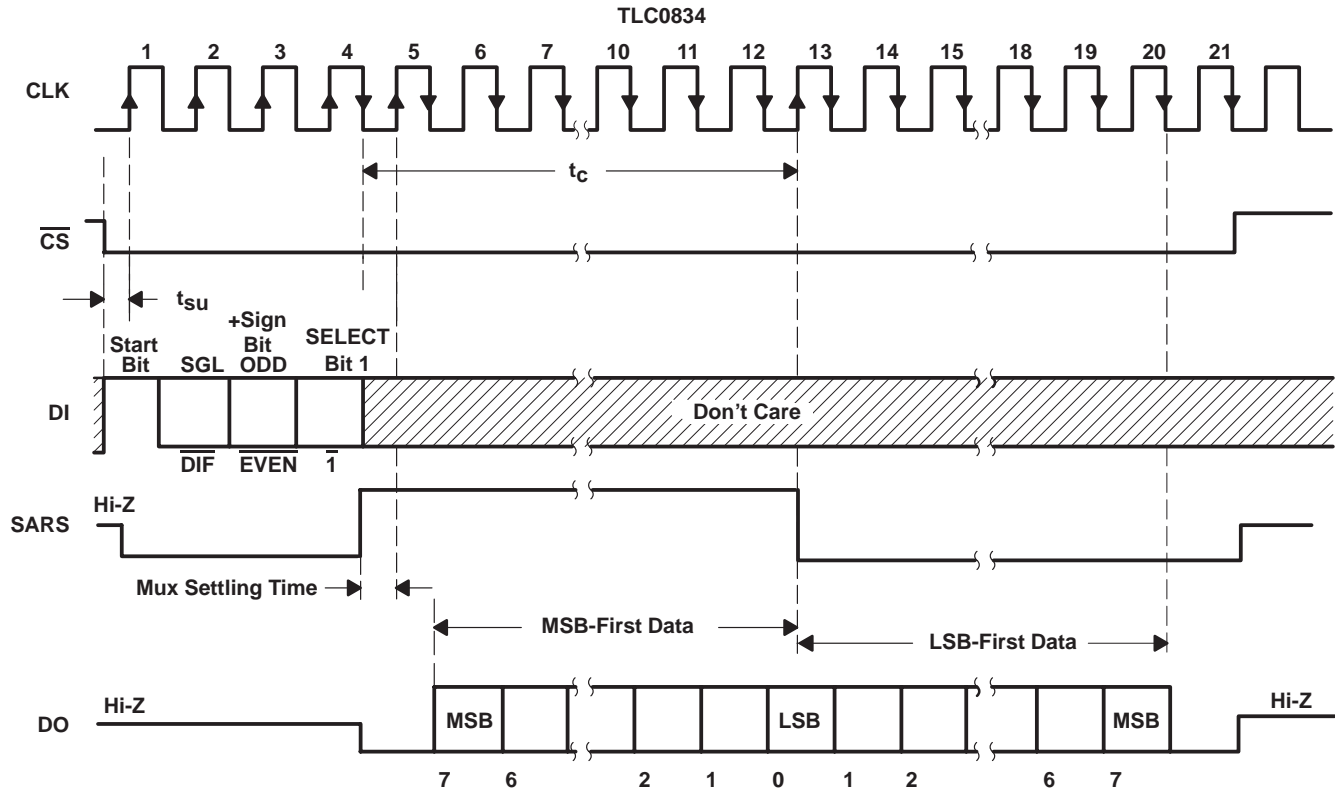 TLC0834
1 2 3 4 5 6 7 10 11 12 13 14 15 18 19 20 21
CLK
tc
CS
tsu
Start Bit
SGL
+Sign Bit ODD
SELECT Bit 1
DI
Don't Care
DIF EVEN 1
Hi-Z
SARS
Mux Settling Time
MSB-First Data
LSB-First Data
Hi-Z
Hi-Z
DO
MSB
LSB
MSB
7 6 2 1 0 1 2 6 7